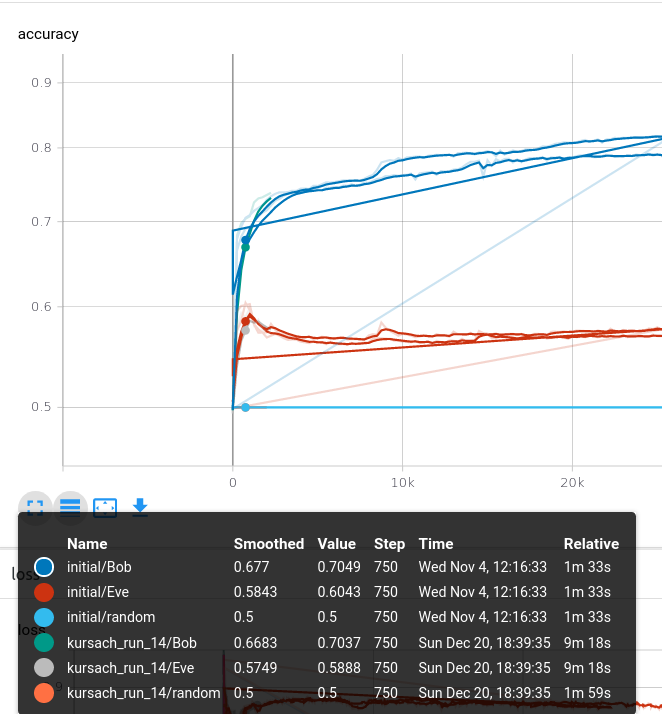 accuracy
0.9
0.8
0.7
0.6
0.5
0 10k 20k
Name Smoothed Value Step Time Relative
initial/Bob 0.677 0.7049 750 Wed Nov 4, 12:16:33 1m 33s
initial/Eve 0.5843 0.6043 750 Wed Nov 4, 12:16:33 1m 33s
initial/random 0.5 0.5 750 Wed Nov 4, 12:16:33 1m 33s
kursach_run_14/Bob 0.6683 0.7037 750 Sun Dec 20, 18:39:35 9m 18s
kursach_run_14/Eve 0.5749 0.5888 750 Sun Dec 20, 18:39:35 9m 18s
kursach_run_14/random 0.5 0.5 750 Sun Dec 20, 18:39:35 1m 59s
loss
loss